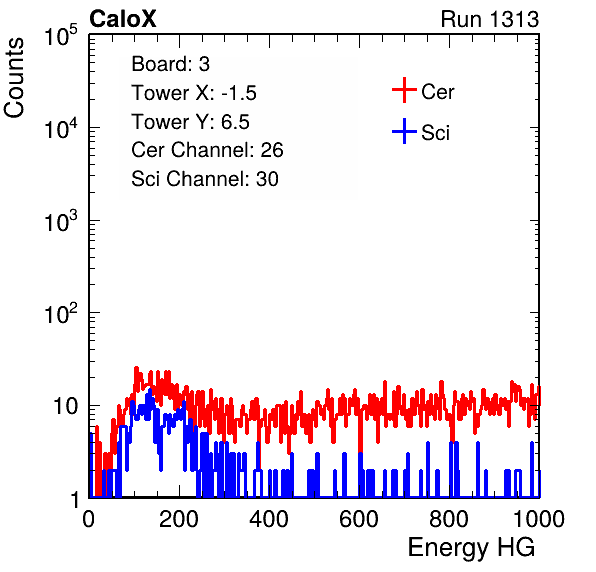 CaloX Run 1313
Counts
Board: 3
Tower X: -1.5
Tower Y: 6.5
Cer Channel: 26
Sci Channel: 30
Cer
Sci
10^5
10^4
10^3
10^2
10
1
0 200 400 600 800 1000
Energy HG